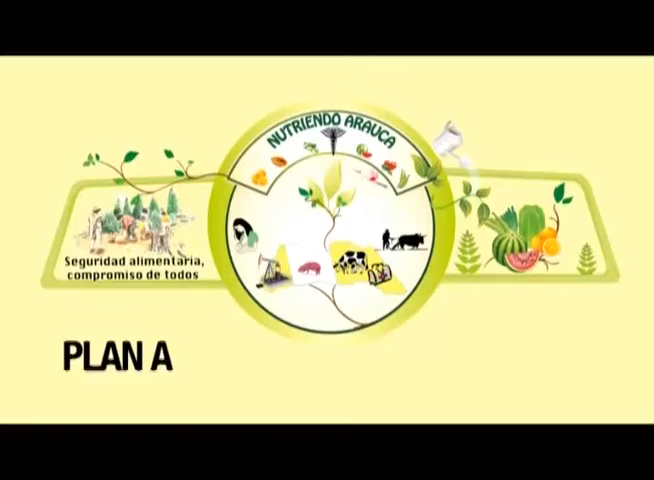 NUTRIENDO ARAUCA
Seguridad alimentaria,
compromiso de todos
PLAN A